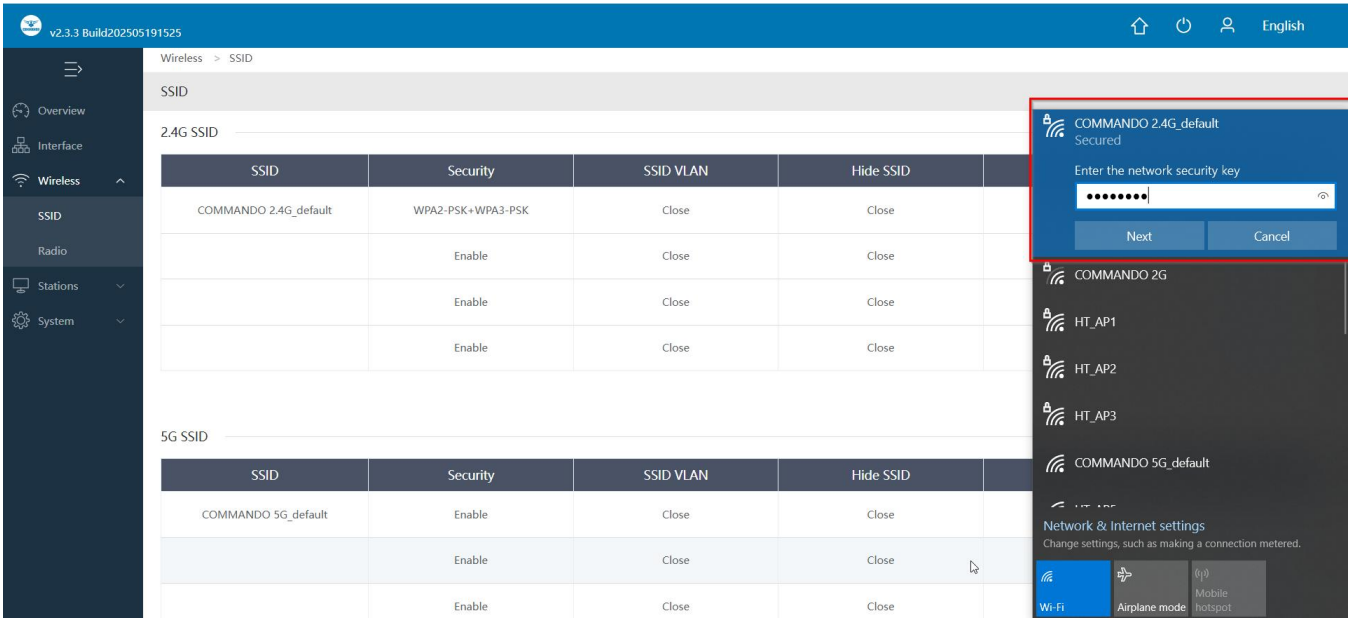 v2.3.3 Build202505191525
English
Overview
Interface
Wireless
SSID
Radio
Stations
System
Wireless > SSID
SSID
2.4G SSID
SSID Security SSID VLAN Hide SSID
COMMANDO 2.4G_default WPA2-PSK+WPA3-PSK Close Close
Enable Close Close
Enable Close Close
Enable Close Close
5G SSID
SSID Security SSID VLAN Hide SSID
COMMANDO 5G_default Enable Close Close
Enable Close Close
Enable Close Close
COMMANDO 2.4G_default
Secured
Enter the network security key
Next Cancel
COMMANDO 2G
HT_AP1
HT_AP2
HT_AP3
COMMANDO 5G_default
Network & Internet settings
Change settings, such as making a connection metered.
Wi-Fi
Airplane mode
Mobile
hotspot